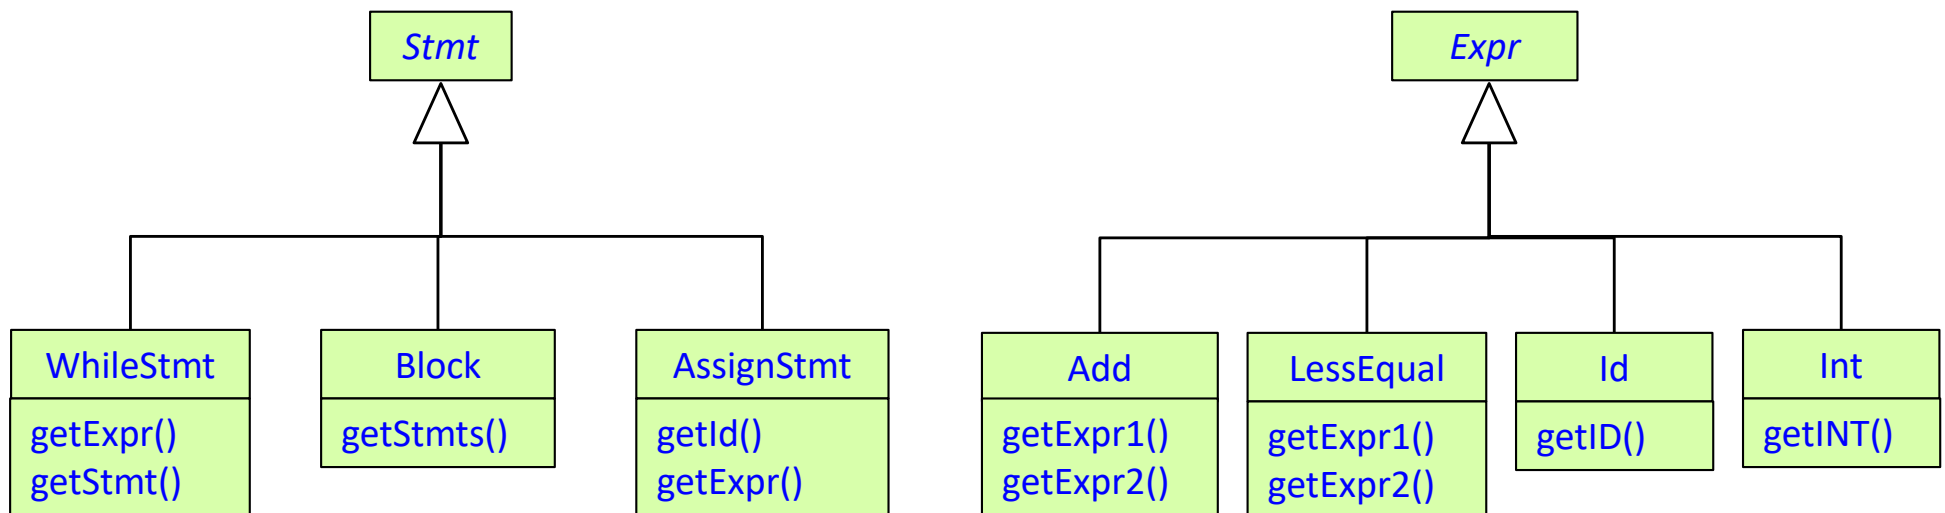 Stmt
Expr
WhileStmt
getExpr()
getStmt()
Block
getStmts()
AssignStmt
getId()
getExpr()
Add
getExpr1()
getExpr2()
LessEqual
getExpr1()
getExpr2()
Id
getID()
Int
getINT()